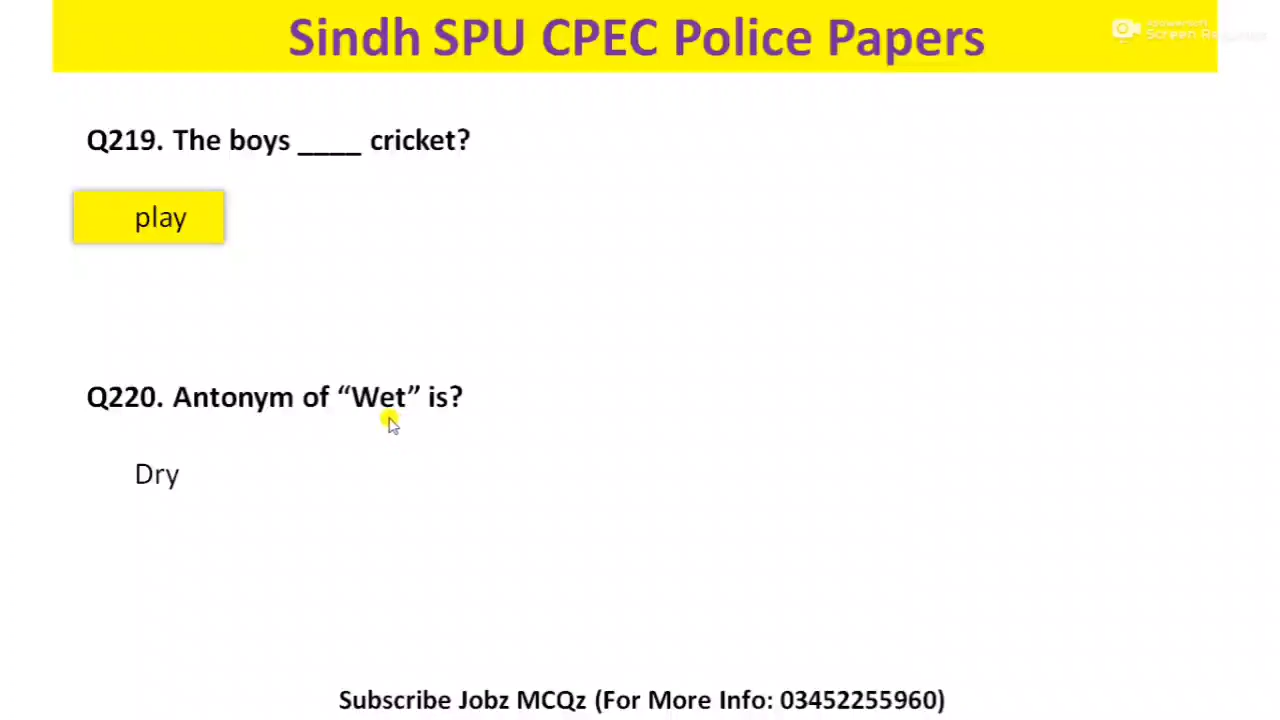 Sindh SPU CPEC Police Papers
Q219. The boys ____ cricket?
play
Q220. Antonym of “Wet” is?
Dry
Subscribe Jobz MCQz (For More Info: 03452255960)